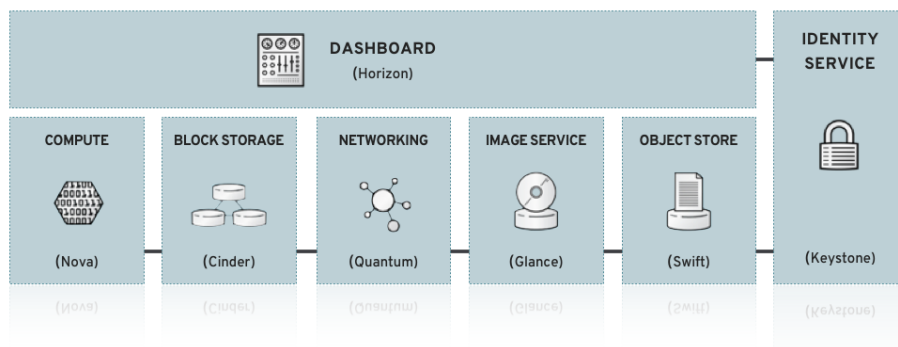 DASHBOARD
(Horizon)
IDENTITY
SERVICE
(Keystone)
COMPUTE
(Nova)
BLOCK STORAGE
(Cinder)
NETWORKING
(Quantum)
IMAGE SERVICE
(Glance)
OBJECT STORE
(Swift)